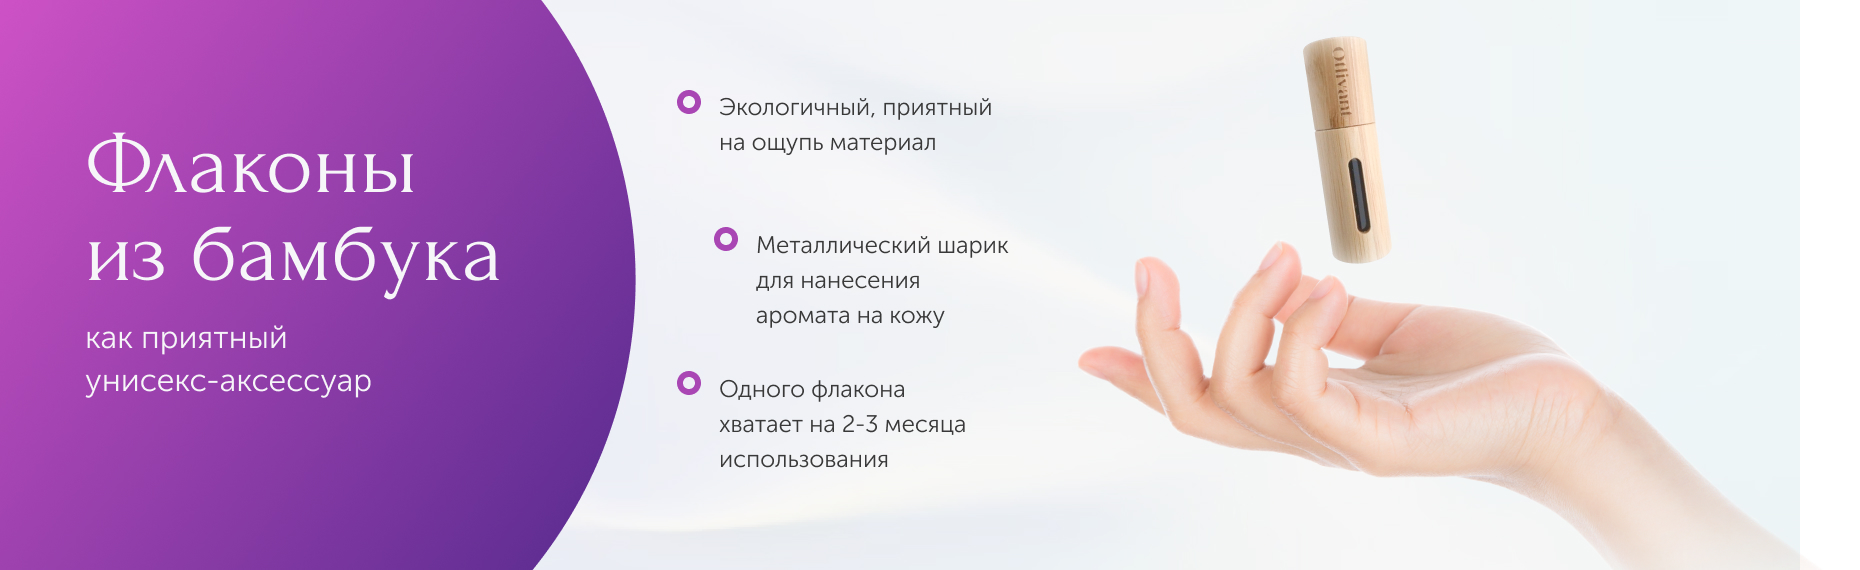 Флаконы
из бамбука
как приятный
унисекс-аксессуар
Экологичный, приятный
на ощупь материал
Металлический шарик
для нанесения
аромата на кожу
Одного флакона
хватает на 2-3 месяца
использования